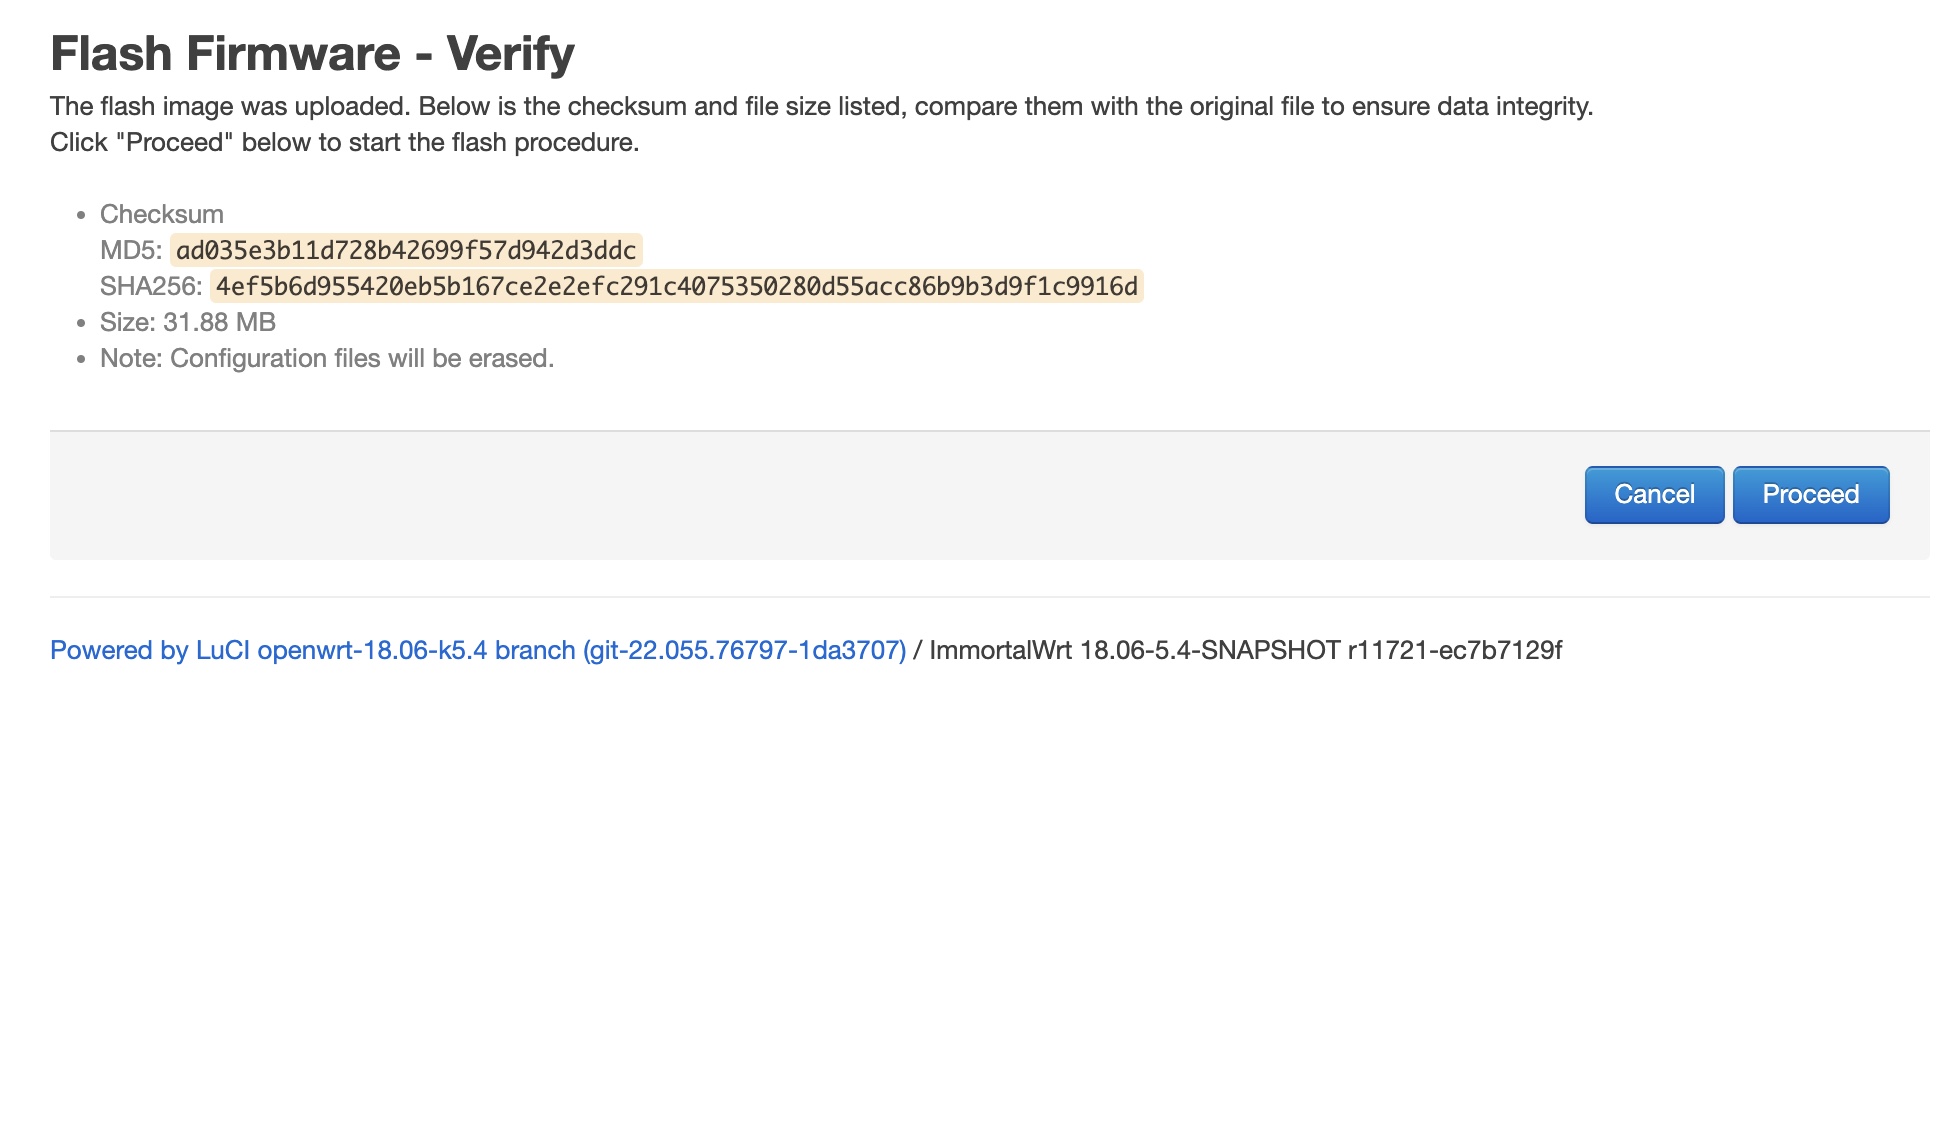 Flash Firmware - Verify
The flash image was uploaded. Below is the checksum and file size listed, compare them with the original file to ensure data integrity.
Click "Proceed" below to start the flash procedure.
• Checksum
MD5: ad035e3b11d728b42699f57d942d3ddc
SHA256: 4ef5b6d955420eb5b167ce2e2efc291c4075350280d55acc86b9b3d9f1c9916d
• Size: 31.88 MB
• Note: Configuration files will be erased.
Cancel Proceed
Powered by LuCI openwrt-18.06-k5.4 branch (git-22.055.76797-1da3707) / ImmortalWrt 18.06-5.4-SNAPSHOT r11721-ec7b7129f